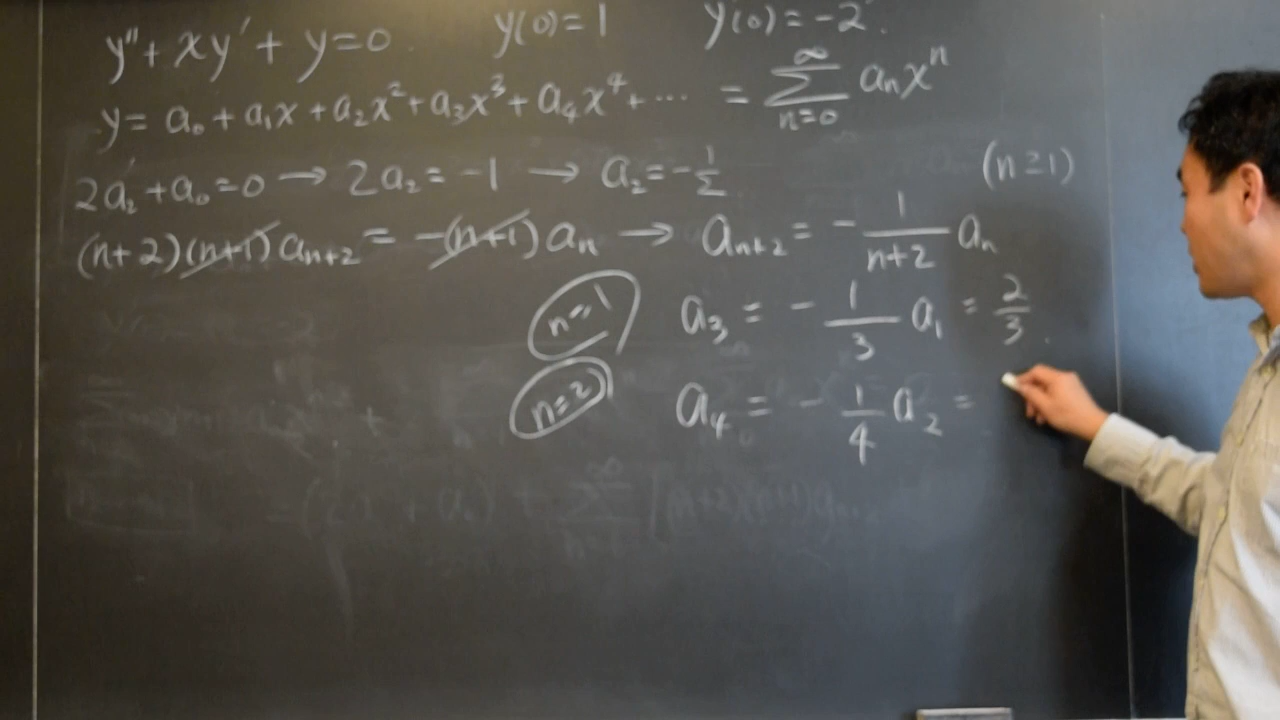 y″ + xy′ + y = 0. y(0) = 1 y′(0) = -2.
y = a₀ + a₁x + a₂x² + a₃x³ + a₄x⁴ + ⋯ = ∑_{n=0}^{∞} aₙxⁿ
2a₂ + a₀ = 0 → 2a₂ = -1 → a₂ = -1/2 (n ≥ 1)
(n+2)(n+1)aₙ₊₂ = -(n+1)aₙ → aₙ₊₂ = - 1/(n+2) aₙ
n=1 a₃ = - 1/3 a₁ = 2/3.
n=2 a₄ = - 1/4 a₂ =